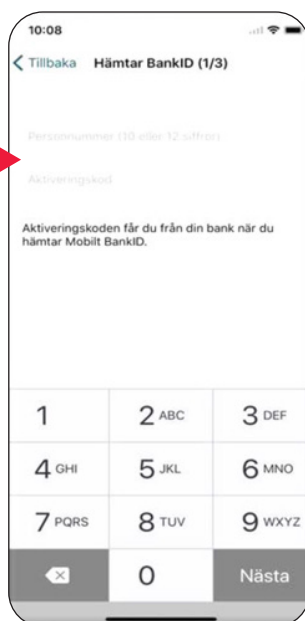 10:08
Tillbaka Hämtar BankID (1/3)
Personnummer (10 eller 12 siffror)
Aktiveringskod
Aktiveringskoden får du från din bank när du
hämtar Mobilt BankID.
1 2 ABC 3 DEF
4 GHI 5 JKL 6 MNO
7 PQRS 8 TUV 9 WXYZ
0 Nästa